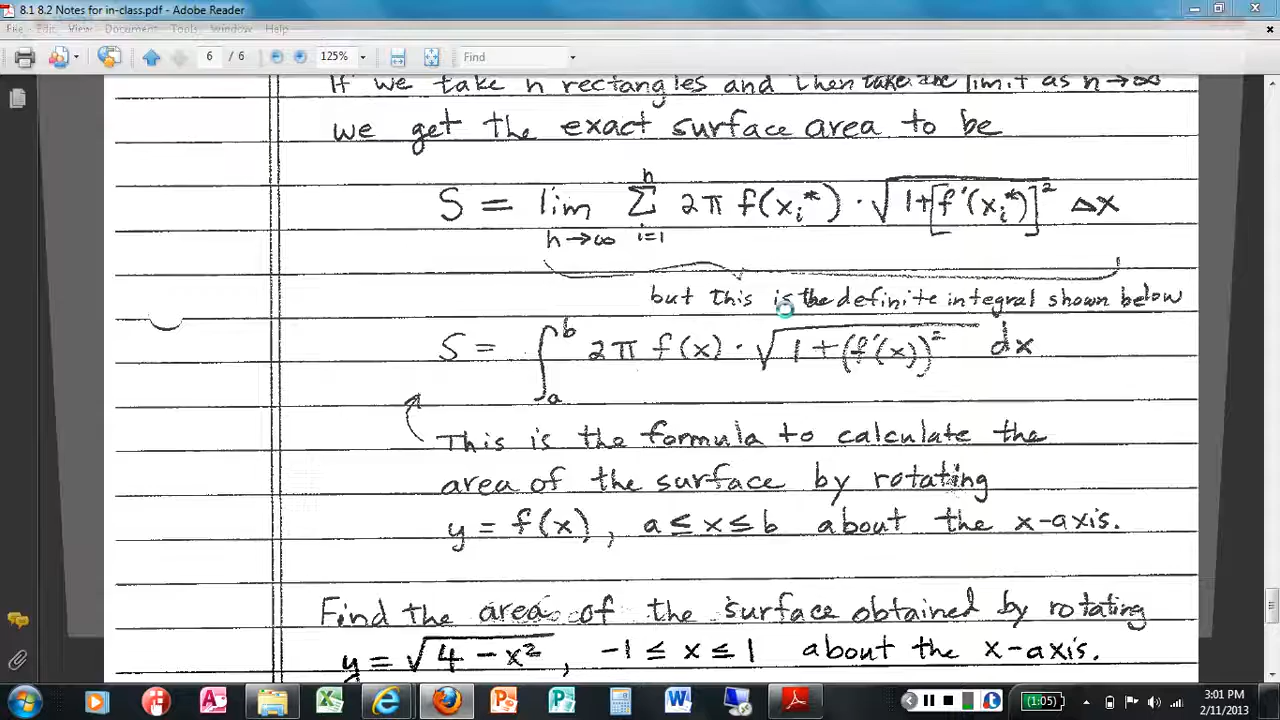 8.1 8.2 Notes for in-class.pdf - Adobe Reader
File Edit View Document Tools Window Help
6 / 6 125% Find
If we take n rectangles and then take the limit as n→∞
we get the exact surface area to be
S = lim n→∞ Σ i=1 n 2π f(xᵢ*) · √(1+[f'(xᵢ*)]²) Δx
but this is the definite integral shown below
S = ∫ₐᵇ 2π f(x) · √(1+(f'(x))²) dx
This is the formula to calculate the
area of the surface by rotating
y = f(x), a ≤ x ≤ b about the x-axis.
Find the area of the surface obtained by rotating
y = √(4 − x²), −1 ≤ x ≤ 1 about the x-axis.
(1:05)
3:01 PM
2/11/2013